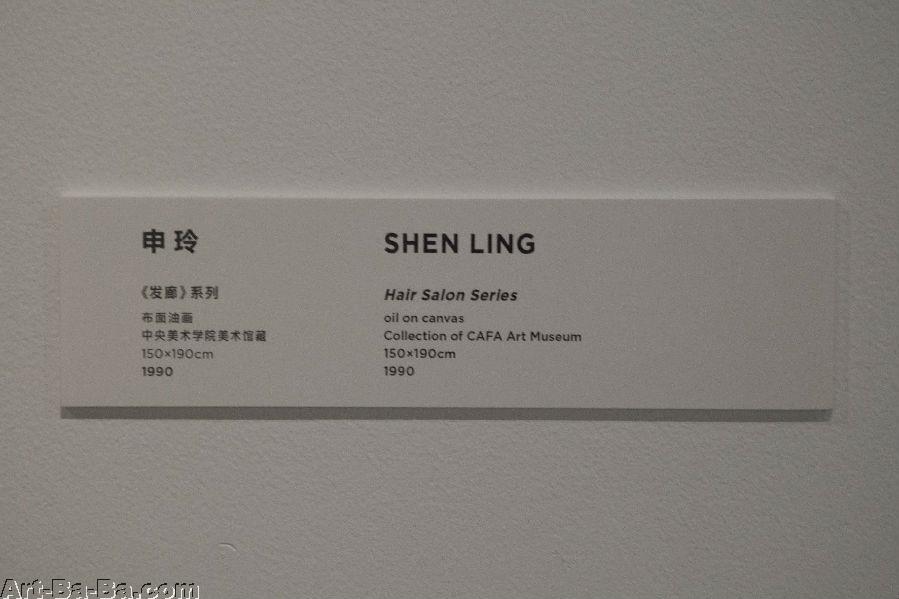 申 玲
《发廊》系列
布面油画
中央美术学院美术馆藏
150×190cm
1990
SHEN LING
Hair Salon Series
oil on canvas
Collection of CAFA Art Museum
150×190cm
1990
Art-Ba-Ba.com